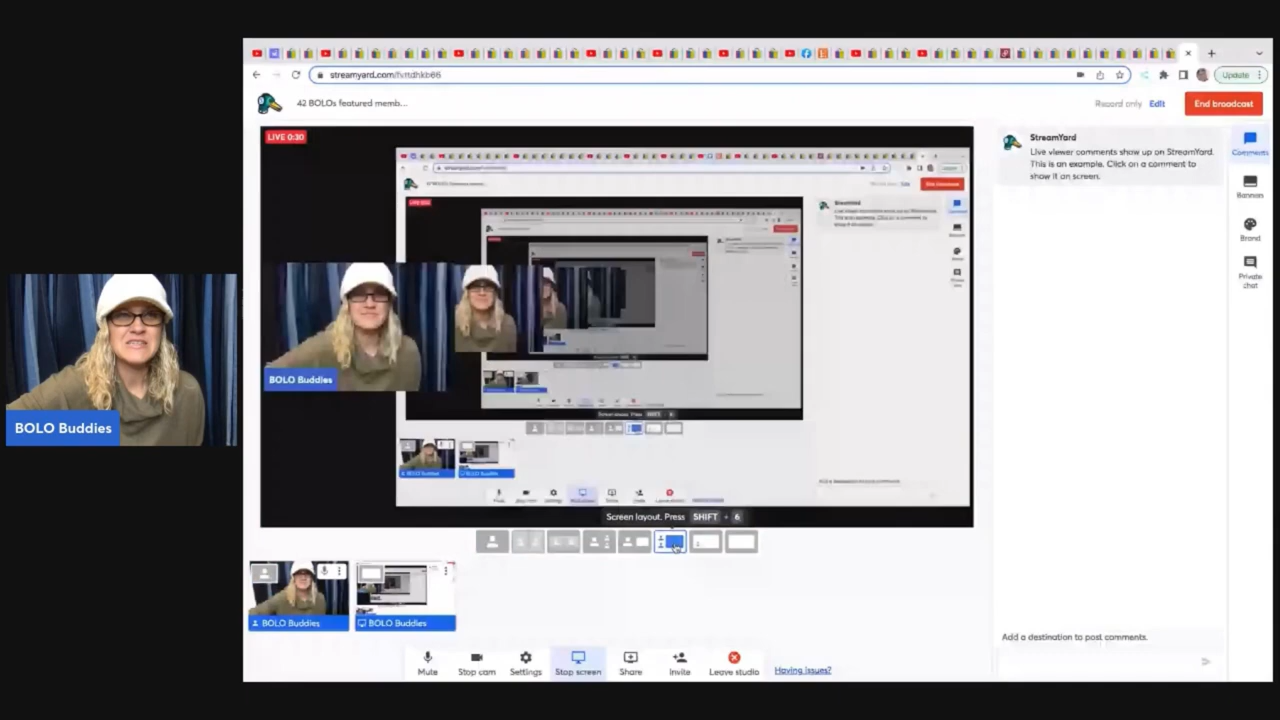 streamyard.com/
Update
42 BOLOs featured memb...
Record only
Edit
End broadcast
LIVE 0:30
StreamYard
Live viewer comments show up on StreamYard.
This is an example. Click on a comment to
show it on screen.
Comments
Banners
Brand
Private
chat
BOLO Buddies
BOLO Buddies
Screen layout. Press SHIFT + 6
BOLO Buddies
BOLO Buddies
Add a destination to post comments.
Mute
Stop cam
Settings
Stop screen
Share
Invite
Leave studio
Having issues?